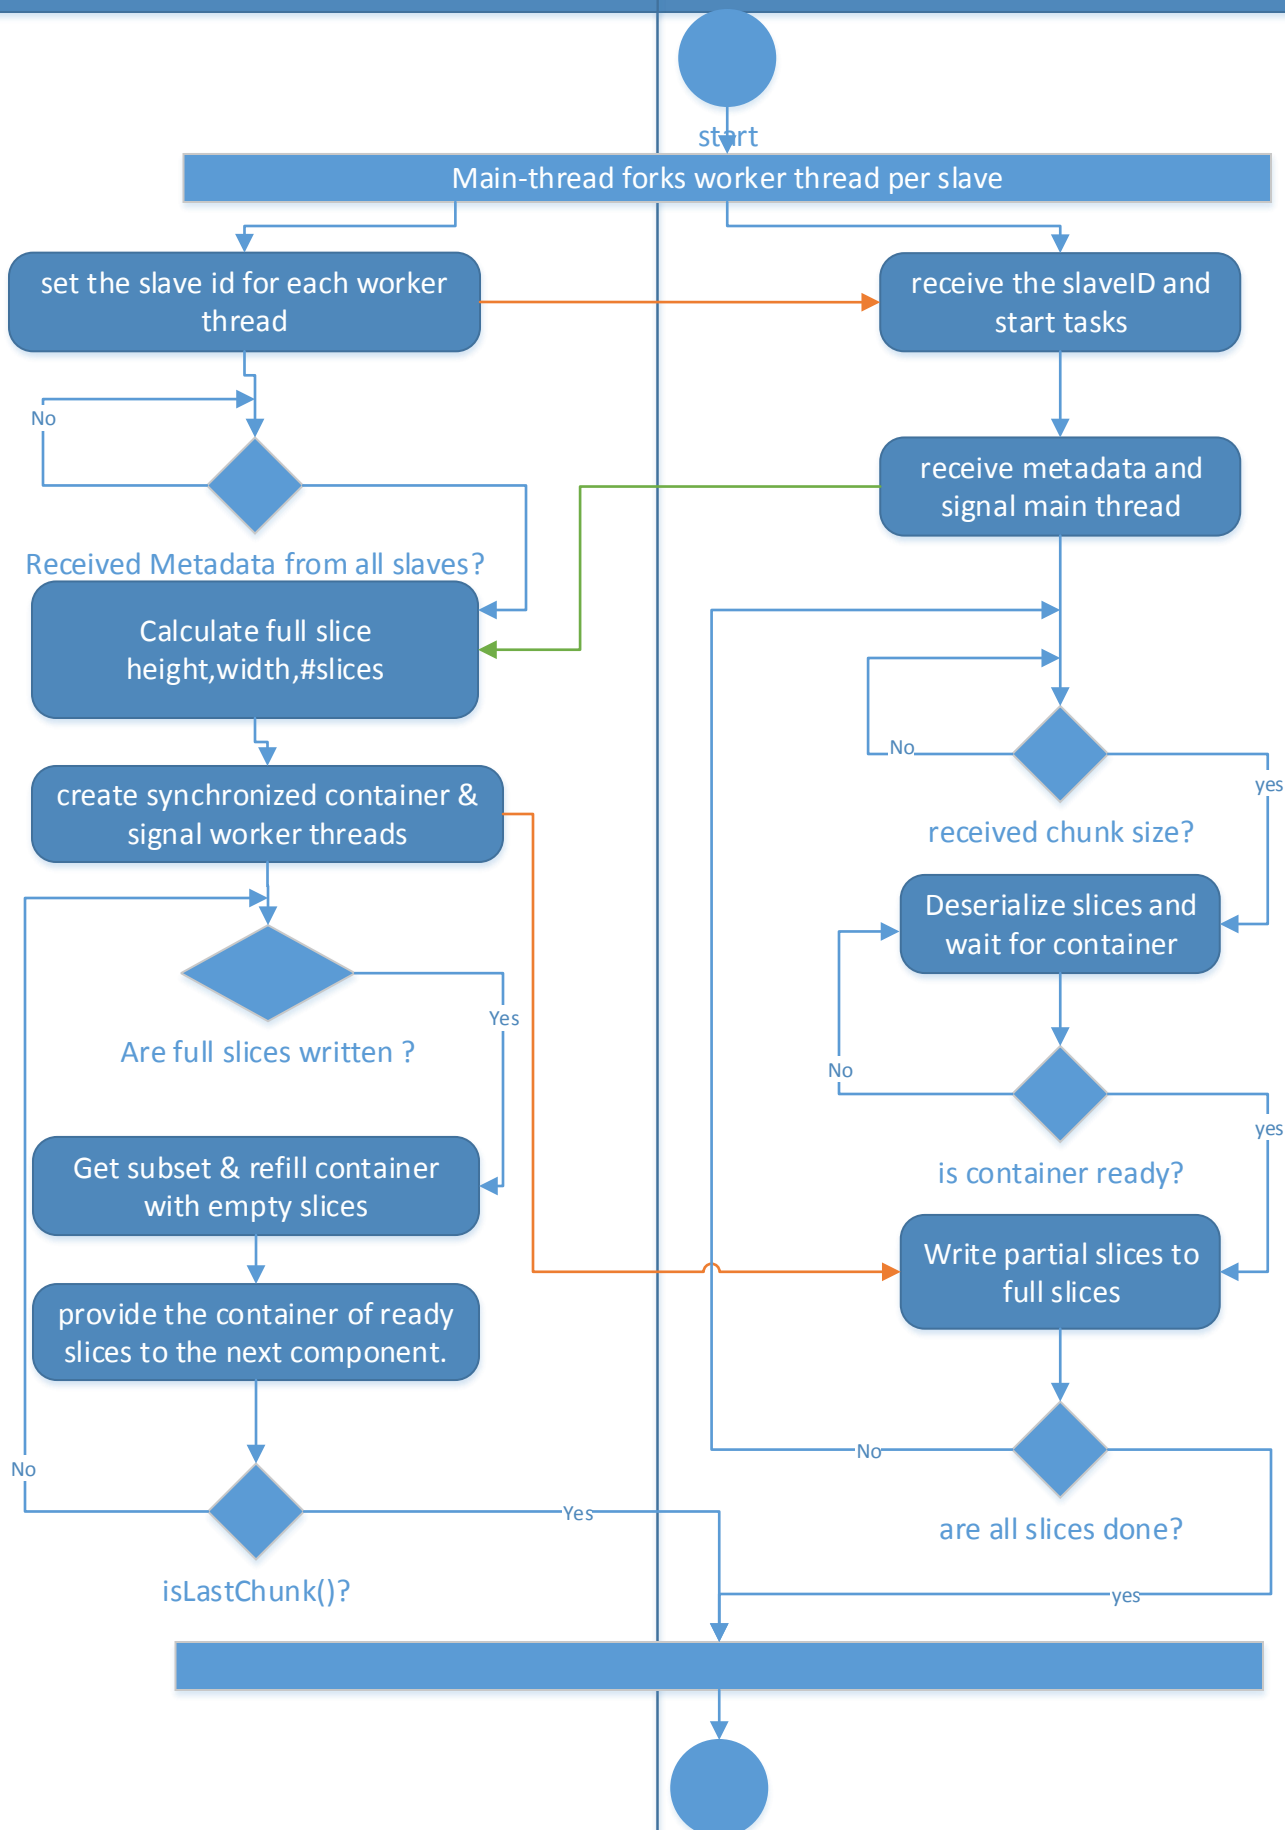 start
Main-thread forks worker thread per slave
set the slave id for each worker
thread
receive the slaveID and
start tasks
No
receive metadata and
signal main thread
Received Metadata from all slaves?
Calculate full slice
height,width,#slices
No
yes
create synchronized container &
signal worker threads
received chunk size?
Deserialize slices and
wait for container
Yes
Are full slices written ?
No
yes
Get subset & refill container
with empty slices
is container ready?
Write partial slices to
full slices
provide the container of ready
slices to the next component.
No
No
Yes
are all slices done?
isLastChunk()?
yes